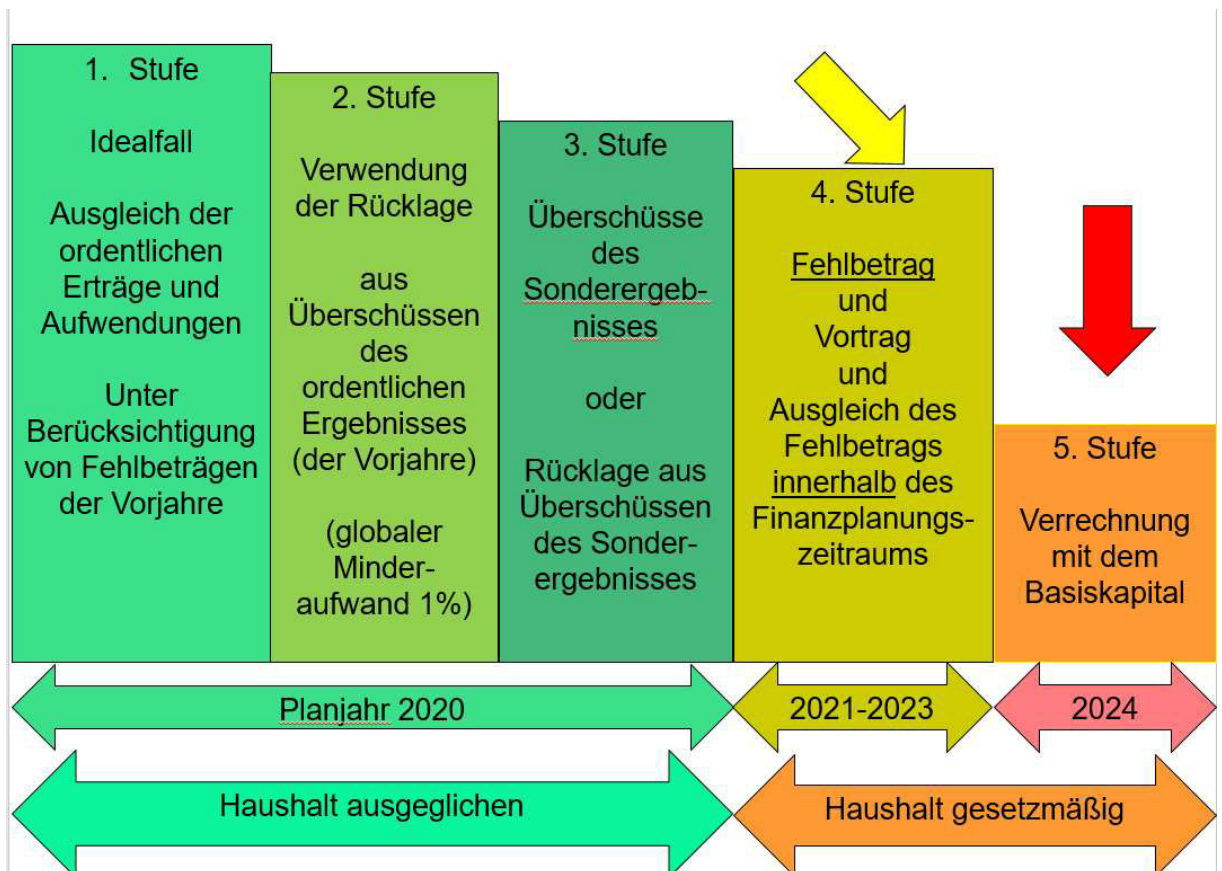 1. Stufe
Idealfall
Ausgleich der
ordentlichen
Erträge und
Aufwendungen
Unter
Berücksichtigung
von Fehlbeträgen
der Vorjahre
2. Stufe
Verwendung
der Rücklage
aus
Überschüssen
des
ordentlichen
Ergebnisses
(der Vorjahre)
(globaler
Minder-
aufwand 1%)
3. Stufe
Überschüsse
des
Sonderergeb-
nisses
oder
Rücklage aus
Überschüssen
des Sonder-
ergebnisses
4. Stufe
Fehlbetrag
und
Vortrag
und
Ausgleich des
Fehlbetrags
innerhalb des
Finanzplanungs-
zeitraums
5. Stufe
Verrechnung
mit dem
Basiskapital
Planjahr 2020
2021-2023
2024
Haushalt ausgeglichen
Haushalt gesetzmäßig